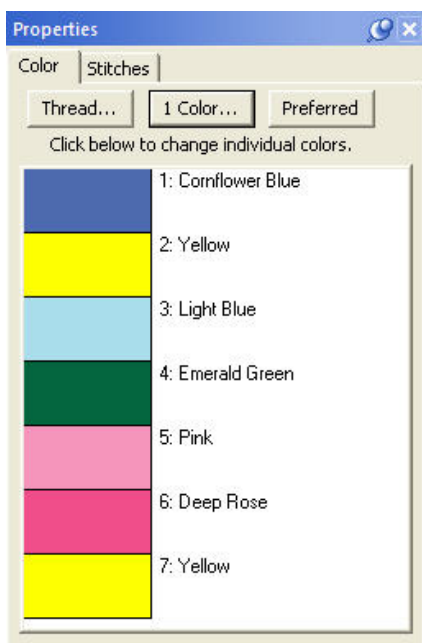 Properties
Color Stitches
Thread... 1 Color... Preferred
Click below to change individual colors.
1: Cornflower Blue
2: Yellow
3: Light Blue
4: Emerald Green
5: Pink
6: Deep Rose
7: Yellow